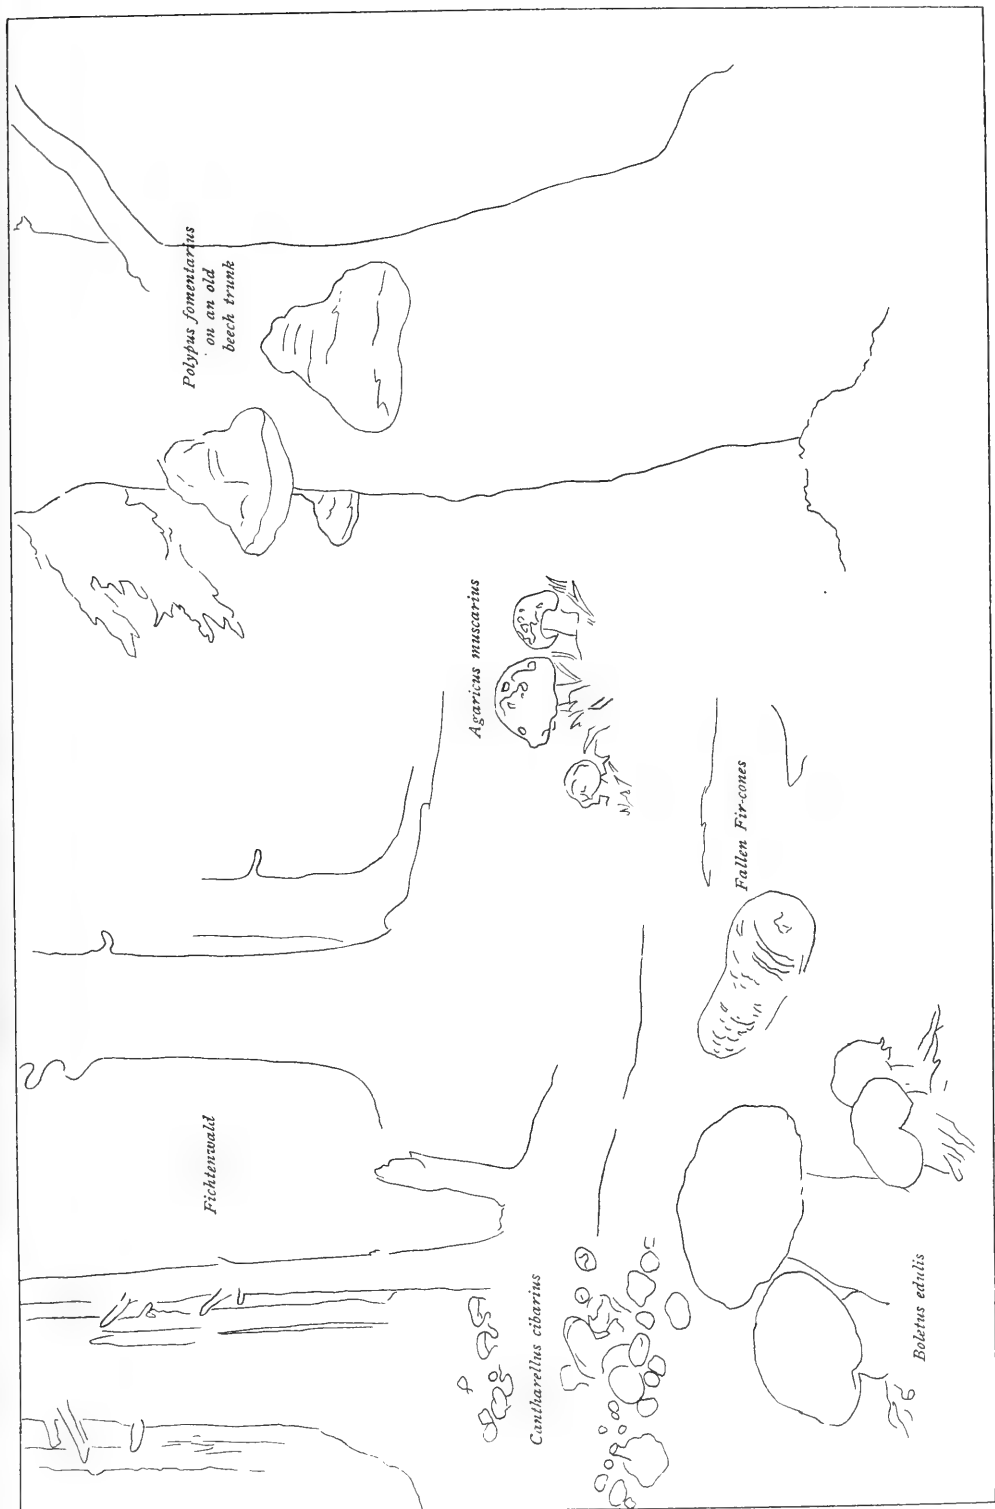 Fichtenwald
Polypus fomentarius
on an old
beech trunk
Agaricus muscarius
Cantharellus cibarius
Fallen Fir-cones
Boletus edulis